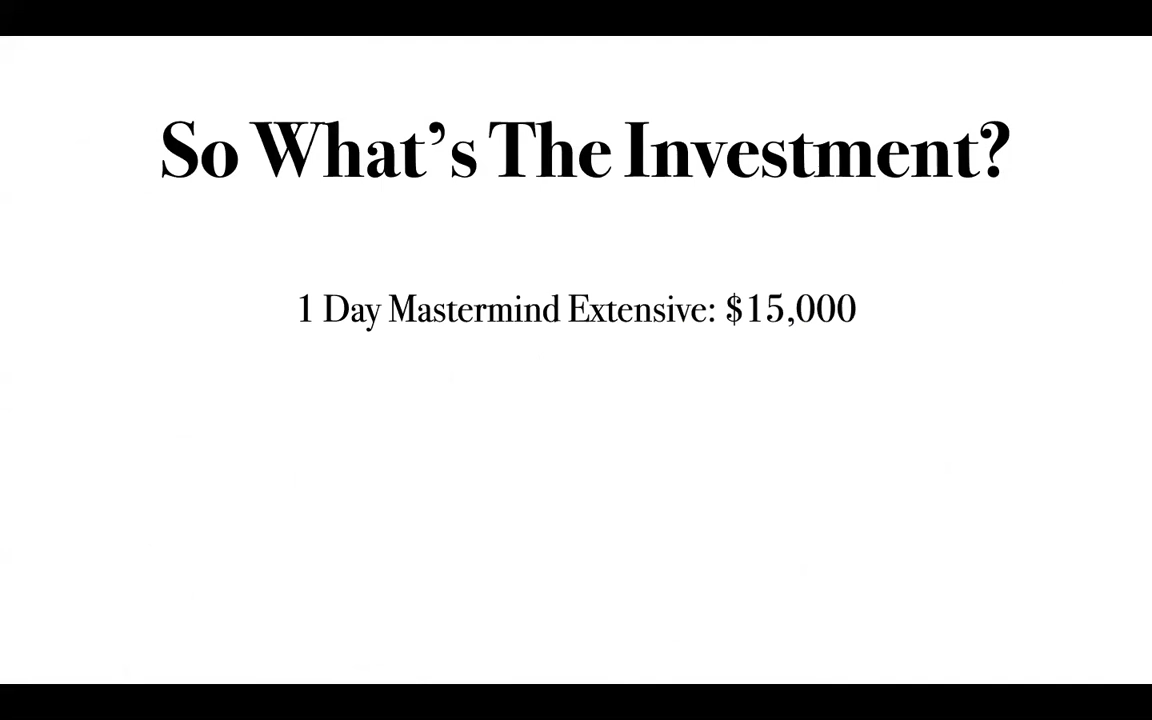 So What’s The Investment?
1 Day Mastermind Extensive: $15,000